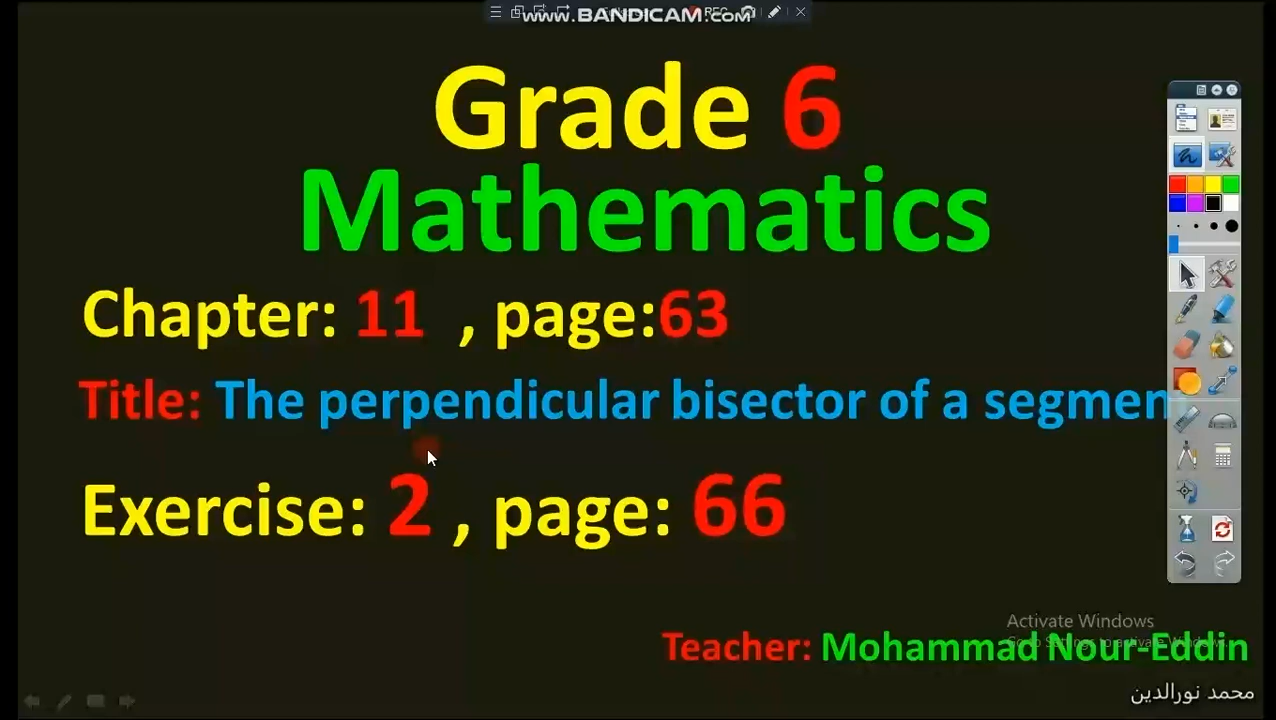 www.BANDICAM.com
REC
Grade 6
Mathematics
Chapter: 11 , page:63
Title: The perpendicular bisector of a segmen
Exercise: 2 , page: 66
Activate Windows
Teacher: Mohammad Nour-Eddin
محمد نورالدين